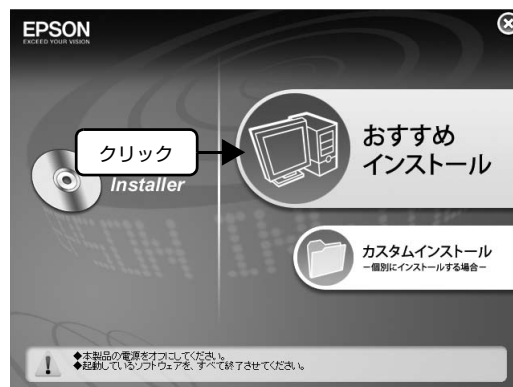 EPSON
EXCEED YOUR VISION
クリック
Installer
おすすめ
インストール
カスタムインストール
－個別にインストールする場合－
◆本製品の電源をオフにしてください。
◆起動しているソフトウェアを、すべて終了させてください。